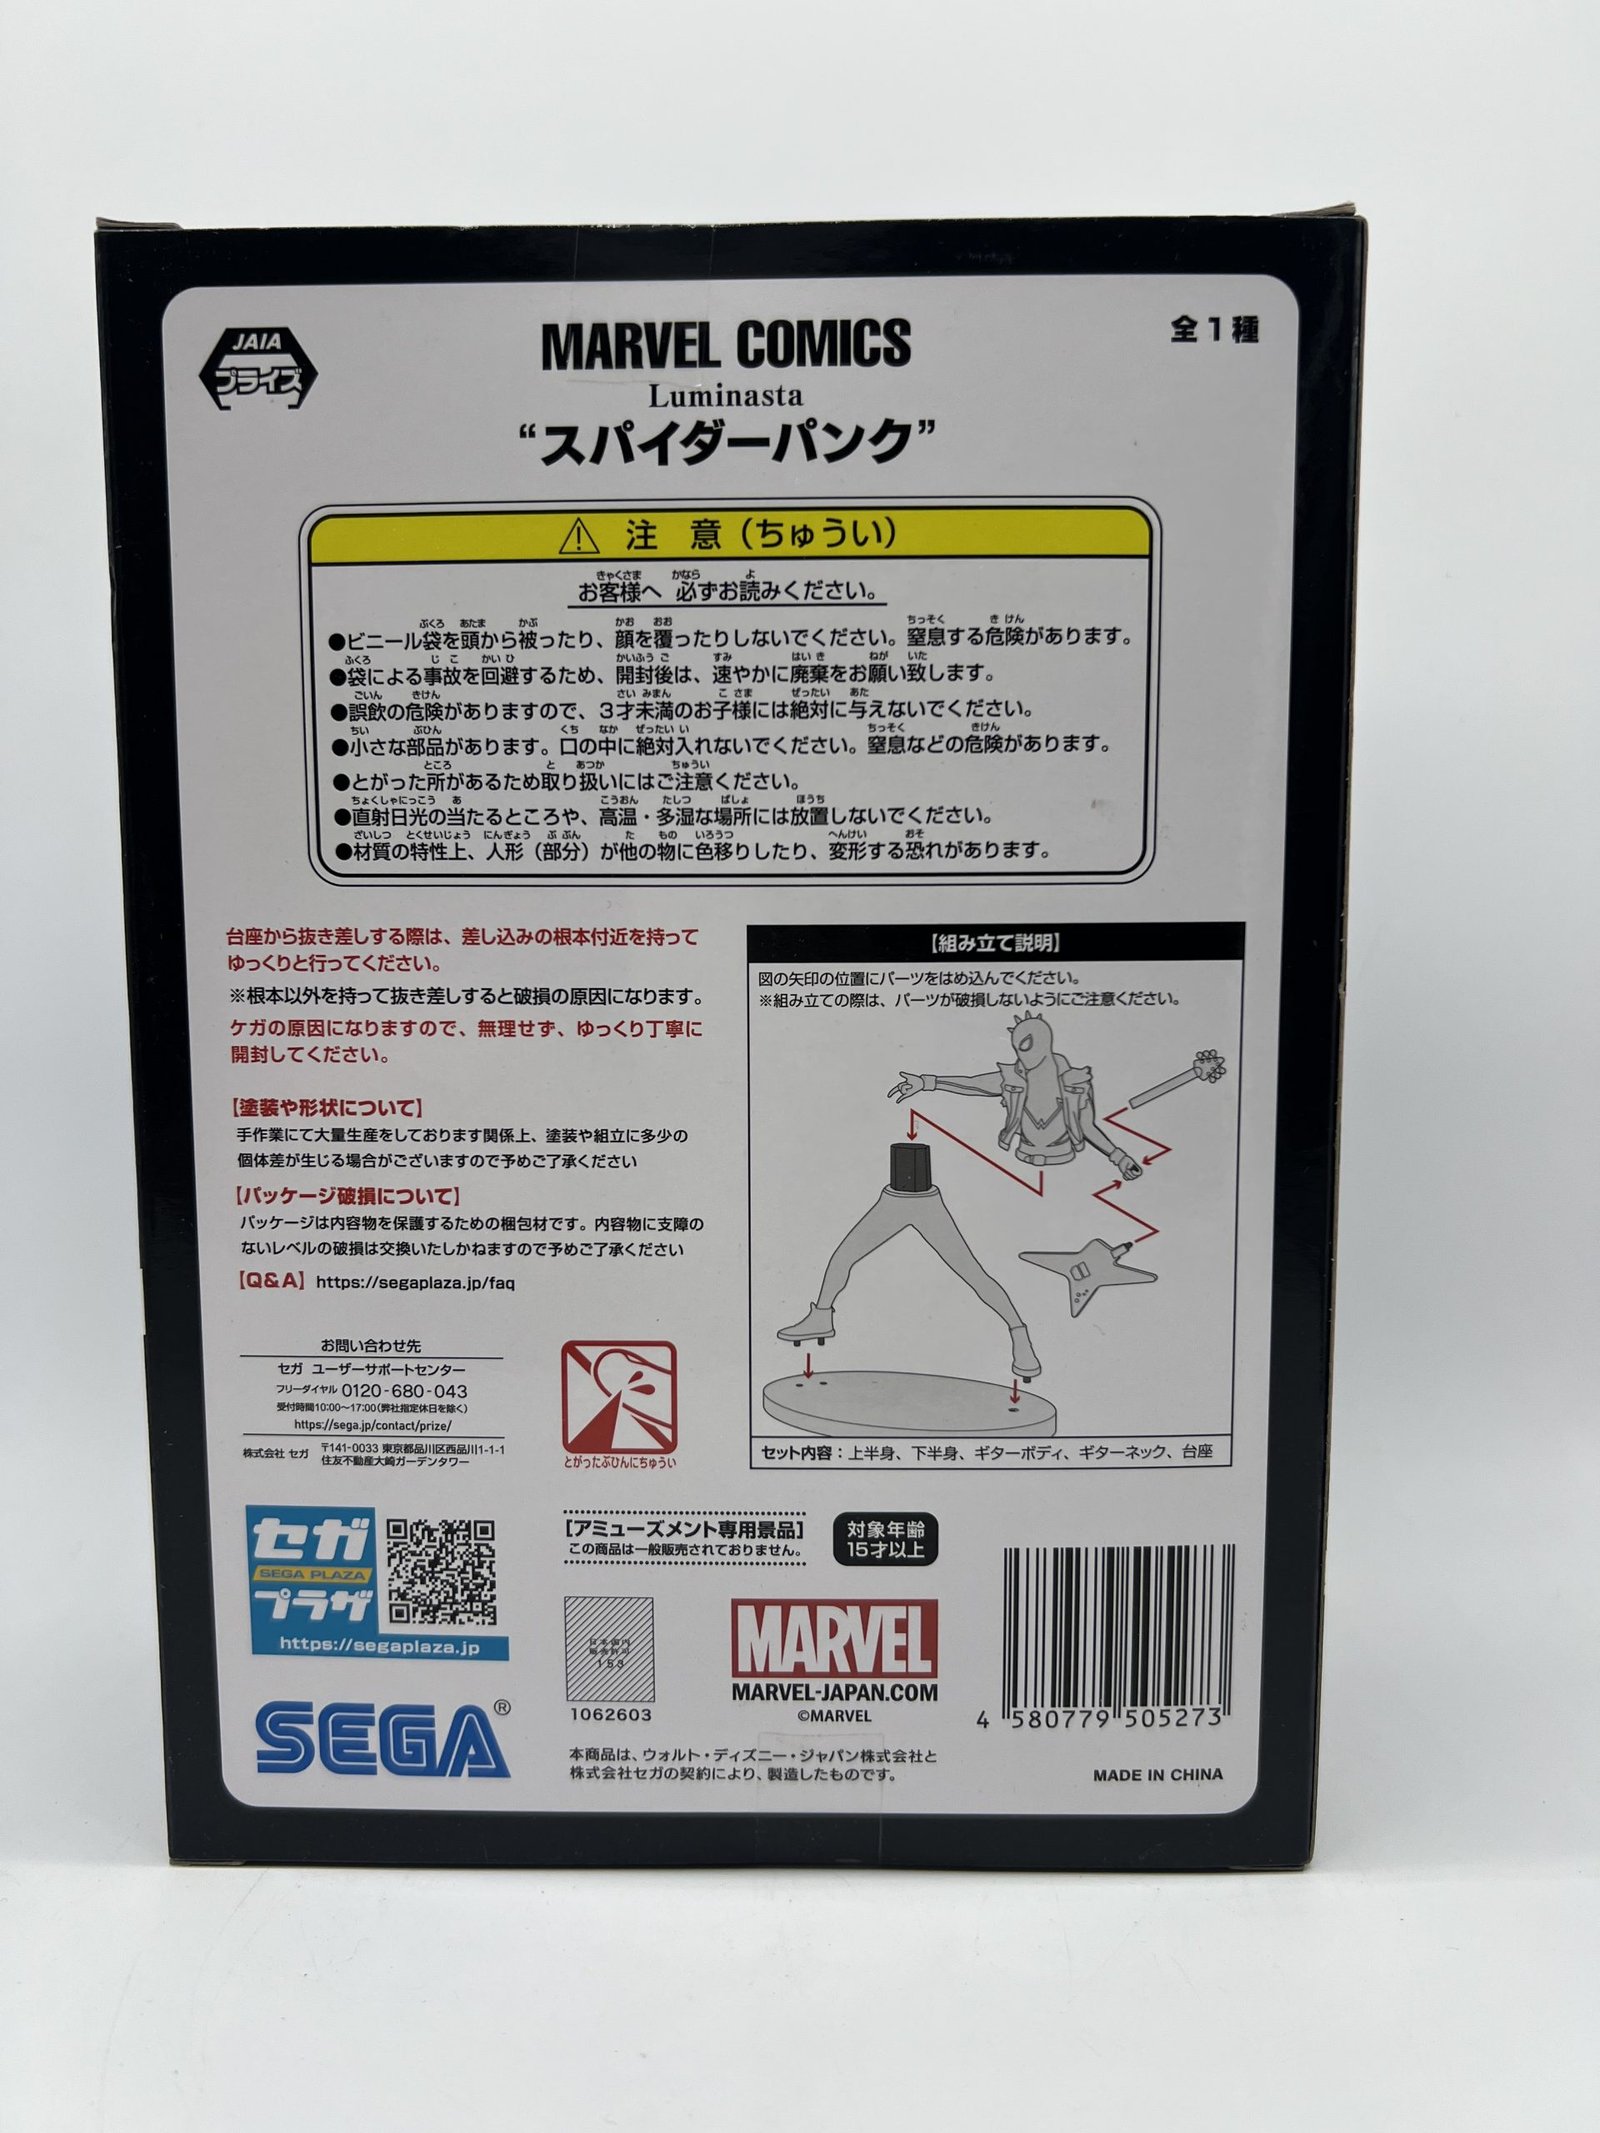 JAIA
プライズ
MARVEL COMICS
Luminasta
“スパイダーパンク”
全1種
注 意（ちゅうい）
お客様へ 必ずお読みください。
●ビニール袋を頭から被ったり、顔を覆ったりしないでください。窒息する危険があります。
●袋による事故を回避するため、開封後は、速やかに廃棄をお願い致します。
●誤飲の危険がありますので、3才未満のお子様には絶対に与えないでください。
●小さな部品があります。口の中に絶対入れないでください。窒息などの危険があります。
●とがった所があるため取り扱いにはご注意ください。
●直射日光の当たるところや、高温・多湿な場所には放置しないでください。
●材質の特性上、人形（部分）が他の物に色移りしたり、変形する恐れがあります。
台座から抜き差しする際は、差し込みの根本付近を持って
ゆっくりと行ってください。
※根本以外を持って抜き差しすると破損の原因になります。
ケガの原因になりますので、無理せず、ゆっくり丁寧に
開封してください。
【塗装や形状について】
手作業にて大量生産をしております関係上、塗装や組立に多少の
個体差が生じる場合がございますので予めご了承ください
【パッケージ破損について】
パッケージは内容物を保護するための梱包材です。内容物に支障の
ないレベルの破損は交換いたしかねますので予めご了承ください
【Q&A】 https://segaplaza.jp/faq
【組み立て説明】
図の矢印の位置にパーツをはめ込んでください。
※組み立ての際は、パーツが破損しないようにご注意ください。
セット内容：上半身、下半身、ギターボディ、ギターネック、台座
お問い合わせ先
セガ ユーザーサポートセンター
フリーダイヤル 0120-680-043
受付時間10:00～17:00(弊社指定休日を除く)
https://sega.jp/contact/prize/
株式会社 セガ 〒141-0033 東京都品川区西品川1-1-1
住友不動産大崎ガーデンタワー
とがったぶひんにちゅうい
セガ
SEGA PLAZA
プラザ
https://segaplaza.jp
[アミューズメント専用景品]
この商品は一般販売されておりません。
対象年齢
15才以上
日本国内
販売許可
153
1062603
MARVEL
MARVEL-JAPAN.COM
©MARVEL
4 580779 505273
SEGA®
本商品は、ウォルト・ディズニー・ジャパン株式会社と
株式会社セガの契約により、製造したものです。
MADE IN CHINA